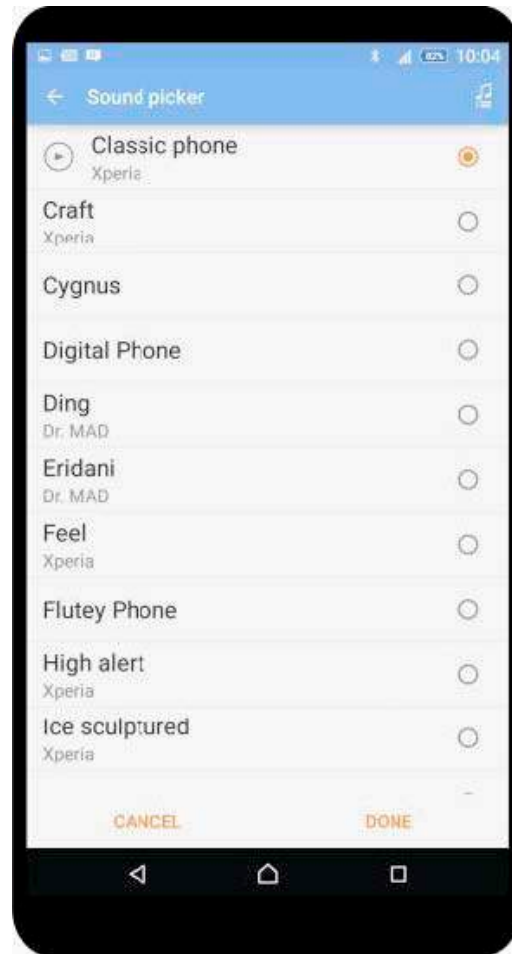 82% 10:04
Sound picker
Classic phone
Xperia
Craft
Xperia
Cygnus
Digital Phone
Ding
Dr. MAD
Eridani
Dr. MAD
Feel
Xperia
Flutey Phone
High alert
Xperia
Ice sculptured
Xperia
CANCEL DONE